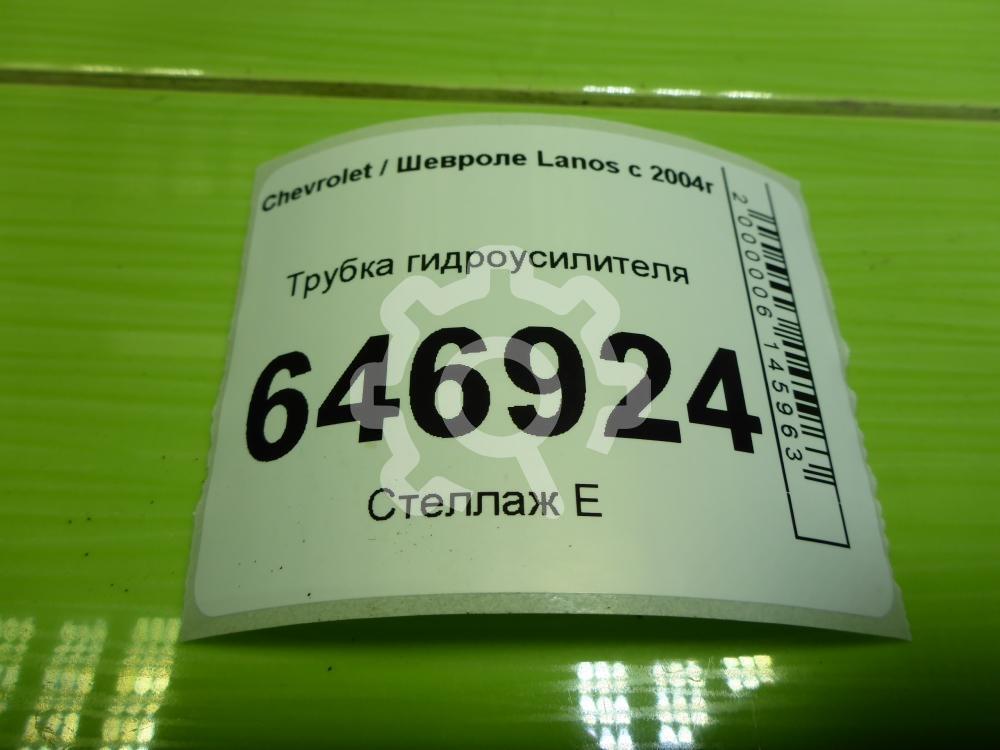 Chevrolet / Шевроле Lanos с 2004г
Трубка гидроусилителя
646924
Стеллаж Е
2000006145963